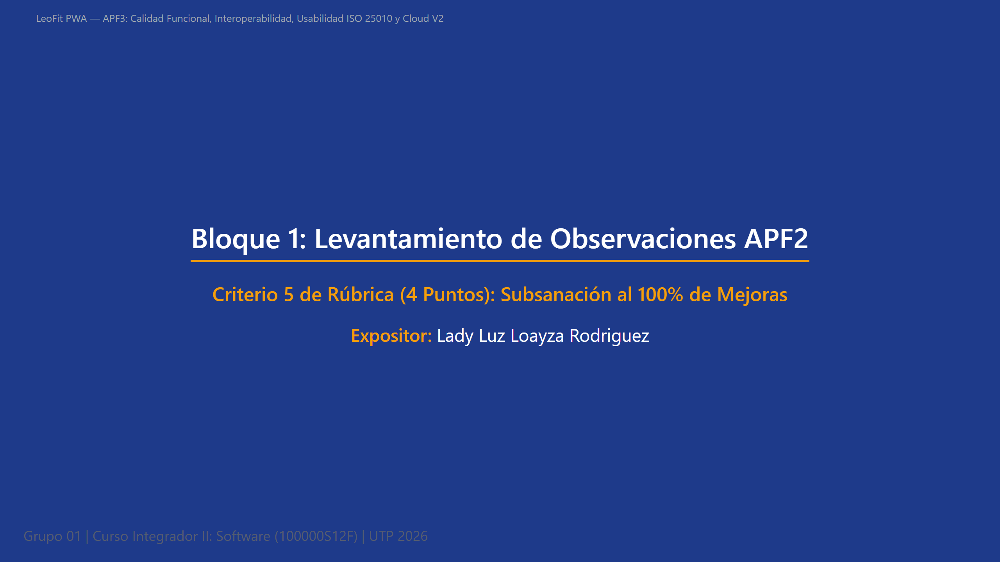 LeoFit PWA — APF3: Calidad Funcional, Interoperabilidad, Usabilidad ISO 25010 y Cloud V2
Bloque 1: Levantamiento de Observaciones APF2
Criterio 5 de Rúbrica (4 Puntos): Subsanación al 100% de Mejoras
Expositor: Lady Luz Loayza Rodriguez
Grupo 01 | Curso Integrador II: Software (100000S12F) | UTP 2026